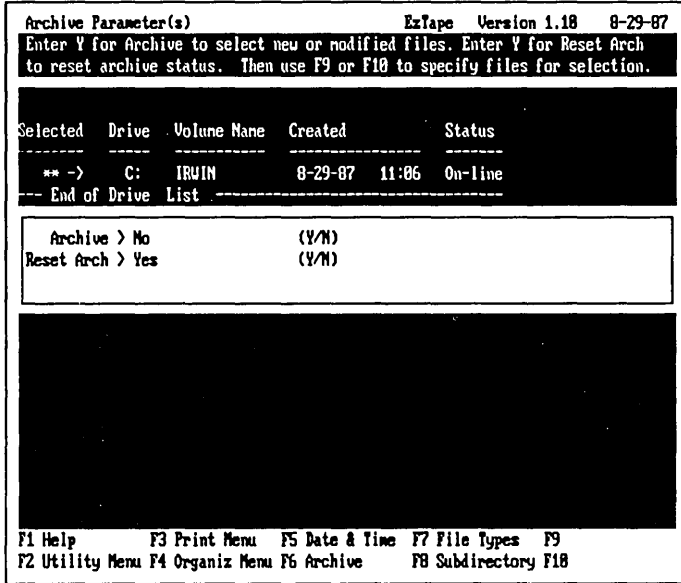 Archive Parameter(s) EzTape Version 1.10 8-29-87
Enter Y for Archive to select new or modified files. Enter Y for Reset Arch
to reset archive status. Then use F9 or F10 to specify files for selection.
Selected Drive Volume Name Created Status
-------- ----- ----------- ---------------- -------
** -> C: IRWIN 8-29-87 11:06 On-line
--- End of Drive List -----------------------------------
Archive > No (Y/N)
Reset Arch > Yes (Y/N)
F1 Help F3 Print Menu F5 Date & Time F7 File Types F9
F2 Utility Menu F4 Organiz Menu F6 Archive F8 Subdirectory F10